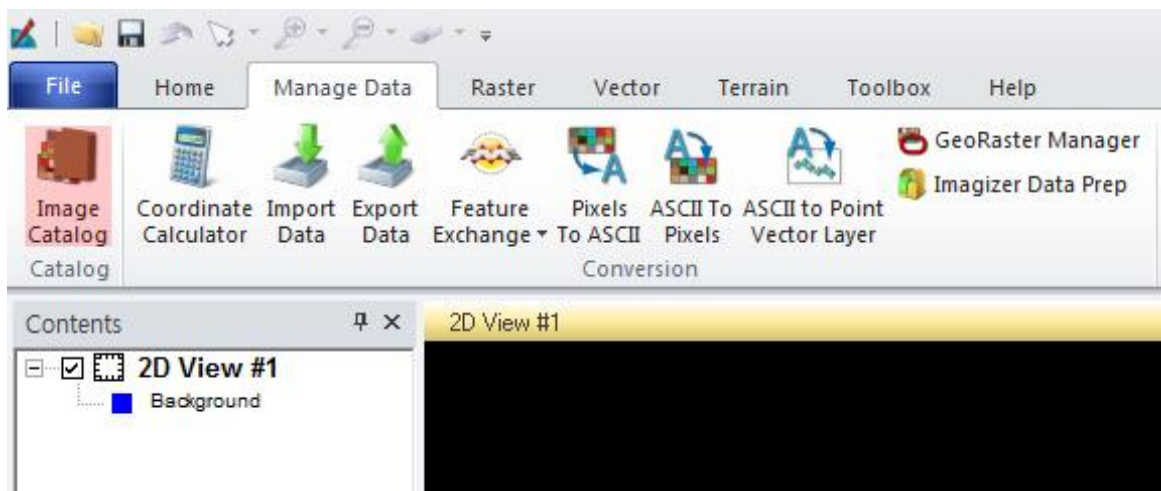 File Home Manage Data Raster Vector Terrain Toolbox Help
Image Catalog
Coordinate Calculator
Import Data
Export Data
Feature Exchange
Pixels To ASCII
ASCII To Pixels
ASCII to Point Vector Layer
GeoRaster Manager
Imagizer Data Prep
Catalog
Conversion
Contents
2D View #1
2D View #1
Background